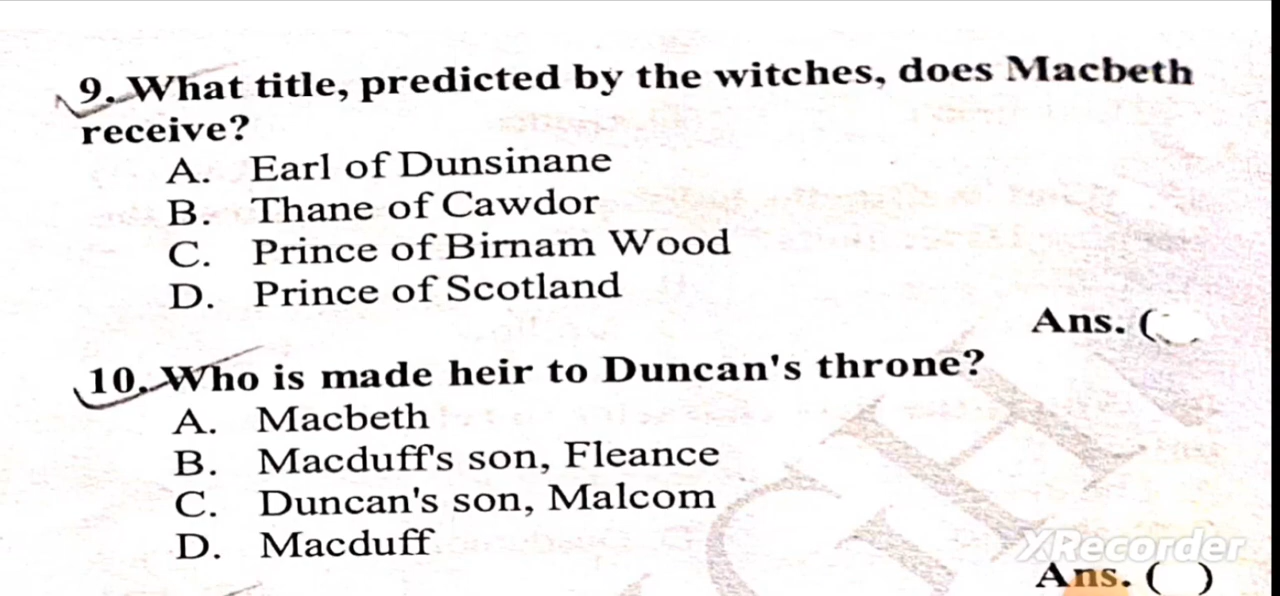 9. What title, predicted by the witches, does Macbeth
receive?
A. Earl of Dunsinane
B. Thane of Cawdor
C. Prince of Birnam Wood
D. Prince of Scotland
Ans. (
10. Who is made heir to Duncan's throne?
A. Macbeth
B. Macduff's son, Fleance
C. Duncan's son, Malcom
D. Macduff
XRecorder
Ans. ( )